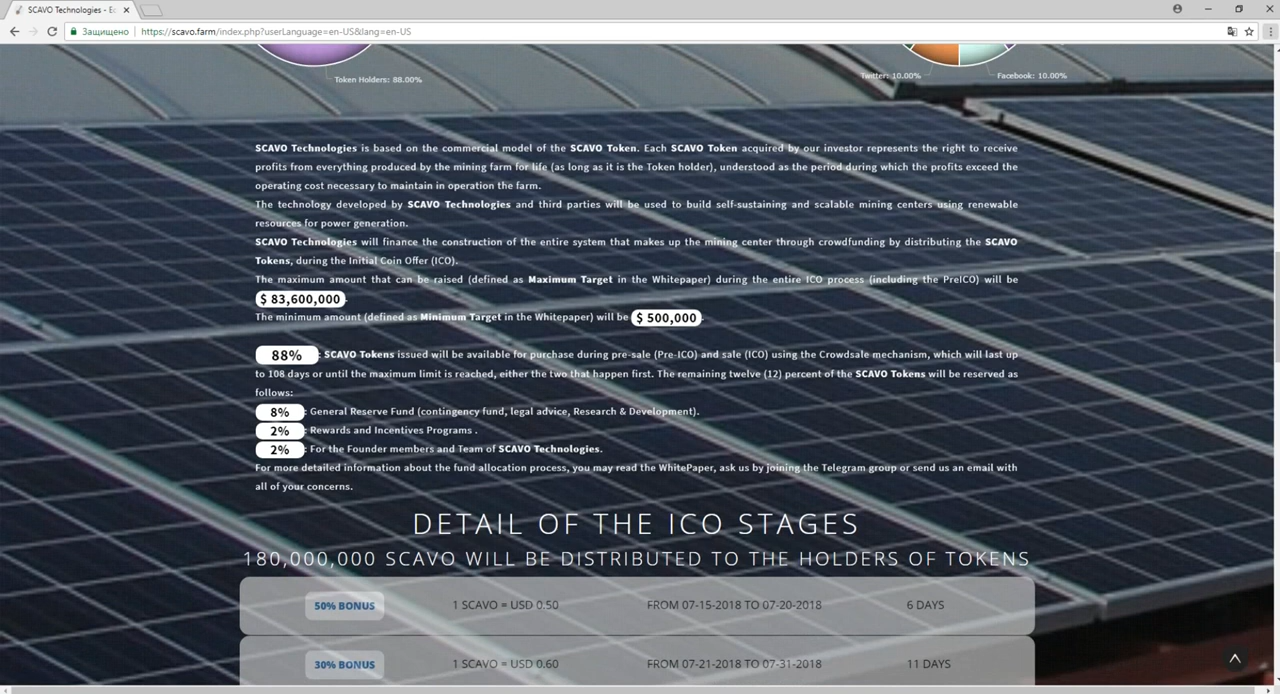 SCAVO Technologies - Ec
Защищено
https://scavo.farm/index.php?userLanguage=en-US&lang=en-US
Token Holders: 88.00%
Twitter: 10.00%
Facebook: 10.00%
SCAVO Technologies is based on the commercial model of the SCAVO Token. Each SCAVO Token acquired by our investor represents the right to receive
profits from everything produced by the mining farm for life (as long as it is the Token holder), understood as the period during which the profits exceed the
operating cost necessary to maintain in operation the farm.
The technology developed by SCAVO Technologies and third parties will be used to build self-sustaining and scalable mining centers using renewable
resources for power generation.
SCAVO Technologies will finance the construction of the entire system that makes up the mining center through crowdfunding by distributing the SCAVO
Tokens, during the Initial Coin Offer (ICO).
The maximum amount that can be raised (defined as Maximum Target in the Whitepaper) during the entire ICO process (including the PreICO) will be
$ 83,600,000.
The minimum amount (defined as Minimum Target in the Whitepaper) will be $ 500,000.
88%: SCAVO Tokens issued will be available for purchase during pre-sale (Pre-ICO) and sale (ICO) using the Crowdsale mechanism, which will last up
to 108 days or until the maximum limit is reached, either the two that happen first. The remaining twelve (12) percent of the SCAVO Tokens will be reserved as
follows:
8%: General Reserve Fund (contingency fund, legal advice, Research & Development).
2%: Rewards and Incentives Programs .
2%: For the Founder members and Team of SCAVO Technologies.
For more detailed information about the fund allocation process, you may read the WhitePaper, ask us by joining the Telegram group or send us an email with
all of your concerns.
DETAIL OF THE ICO STAGES
180,000,000 SCAVO WILL BE DISTRIBUTED TO THE HOLDERS OF TOKENS
50% BONUS 1 SCAVO = USD 0.50 FROM 07-15-2018 TO 07-20-2018 6 DAYS
30% BONUS 1 SCAVO = USD 0.60 FROM 07-21-2018 TO 07-31-2018 11 DAYS